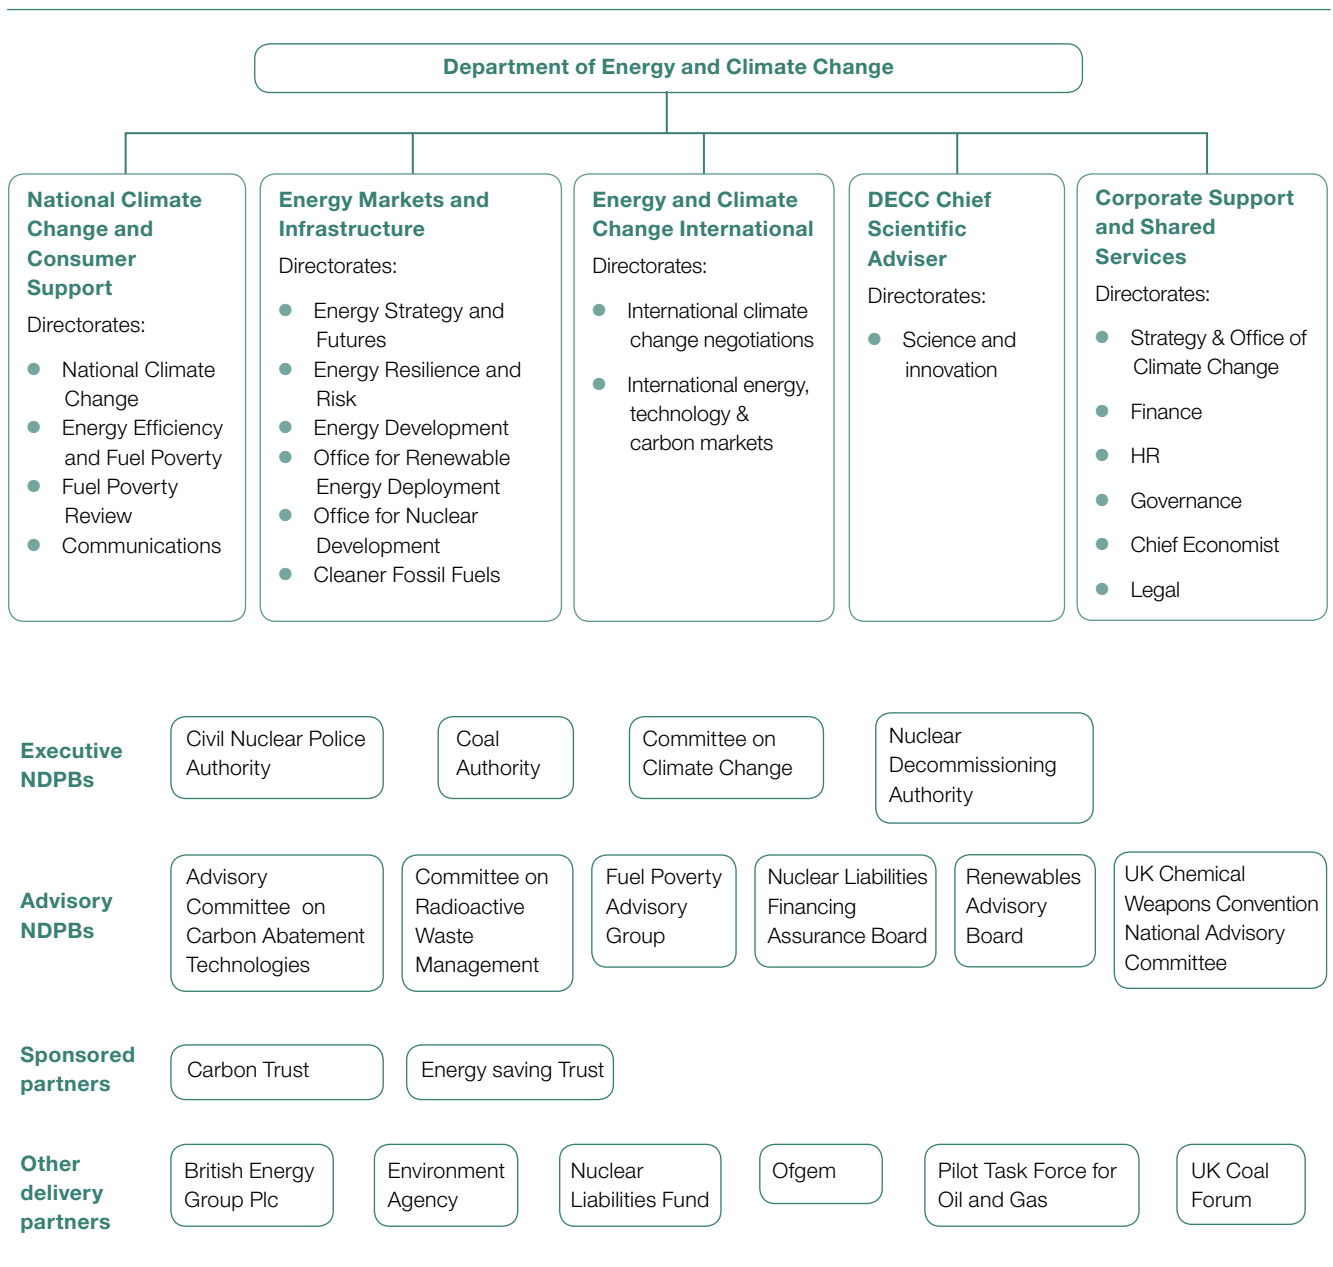 Department of Energy and Climate Change
National Climate
Change and
Consumer
Support
Directorates:
National Climate
Change
Energy Efficiency
and Fuel Poverty
Fuel Poverty
Review
Communications
Energy Markets and
Infrastructure
Directorates:
Energy Strategy and
Futures
Energy Resilience and
Risk
Energy Development
Office for Renewable
Energy Deployment
Office for Nuclear
Development
Cleaner Fossil Fuels
Energy and Climate
Change International
Directorates:
International climate
change negotiations
International energy,
technology &
carbon markets
DECC Chief
Scientific
Adviser
Directorates:
Science and
innovation
Corporate Support
and Shared
Services
Directorates:
Strategy & Office of
Climate Change
Finance
HR
Governance
Chief Economist
Legal
Executive
NDPBs
Civil Nuclear Police
Authority
Coal
Authority
Committee on
Climate Change
Nuclear
Decommissioning
Authority
Advisory
NDPBs
Advisory
Committee on
Carbon Abatement
Technologies
Committee on
Radioactive
Waste
Management
Fuel Poverty
Advisory
Group
Nuclear Liabilities
Financing
Assurance Board
Renewables
Advisory
Board
UK Chemical
Weapons Convention
National Advisory
Committee
Sponsored
partners
Carbon Trust
Energy saving Trust
Other
delivery
partners
British Energy
Group Plc
Environment
Agency
Nuclear
Liabilities Fund
Ofgem
Pilot Task Force for
Oil and Gas
UK Coal
Forum